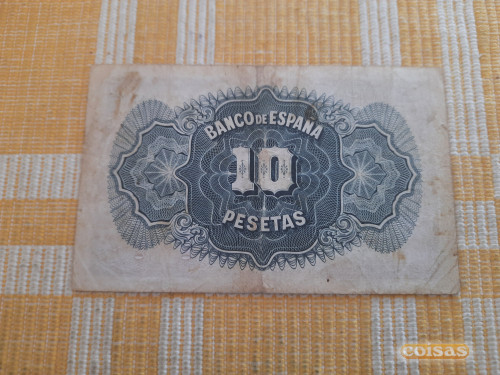 BANCO DE ESPAÑA
10
PESETAS
coisas